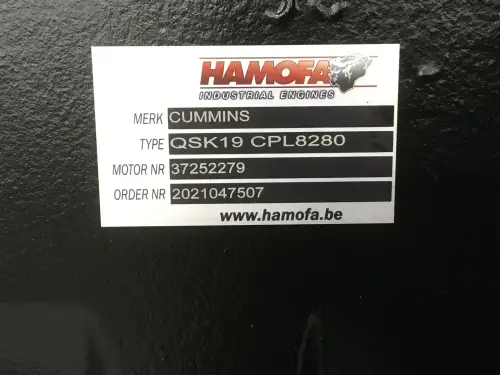 HAMOFA
INDUSTRIAL ENGINES
MERK CUMMINS
TYPE QSK19 CPL8280
MOTOR NR 37252279
ORDER NR 2021047507
www.hamofa.be